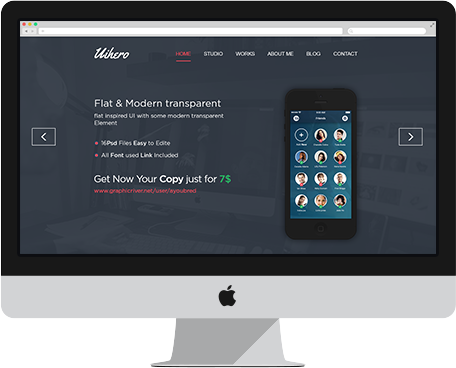 Uihero
HOME STUDIO WORKS ABOUT ME BLOG CONTACT
Flat & Modern transparent
flat inspired UI with some modern transparent
Element
16Psd Files Easy to Edite
All Font used Link Included
Get Now Your Copy just for 7$
www.graphicriver.net/user/ayoubred
Friends